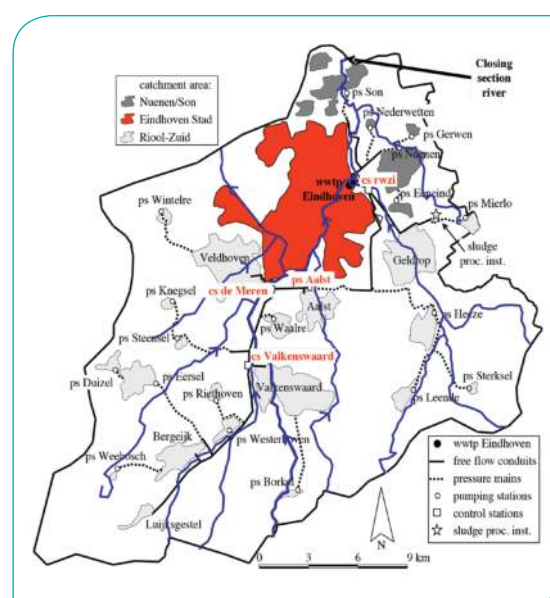 Closing
section
river
catchment area:
Nuenen/Son
Eindhoven Stad
Riool-Zuid
ps Son
ps Nederwetten
ps Gerwen
ps Nuenen
cs rwzi
wwtp
Eindhoven
ps Eeneind
ps Mierlo
ps Wintelre
sludge
proc. inst.
Veldhoven
Geldrop
ps Aalst
cs de Meren
ps Knegsel
Aalst
ps Heeze
ps Waalre
ps Steensel
cs Valkenswaard
ps Duizel
ps Eersel
ps Riethoven
Valkenswaard
ps Sterksel
ps Leende
Bergeijk
ps Westerhoven
ps Weebosch
ps Borkel
Luijksgestel
wwtp Eindhoven
free flow conduits
pressure mains
pumping stations
control stations
sludge proc. inst.
N
0 3 6 9 km